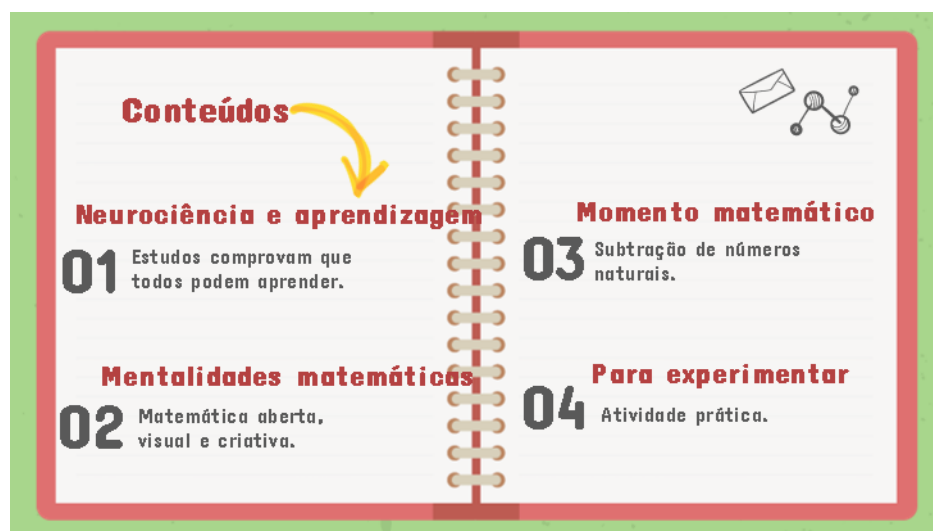 Conteúdos
Neurociência e aprendizagem
01
Estudos comprovam que
todos podem aprender.
Mentalidades matemáticas
02
Matemática aberta,
visual e criativa.
Momento matemático
03
Subtração de números
naturais.
Para experimentar
04
Atividade prática.